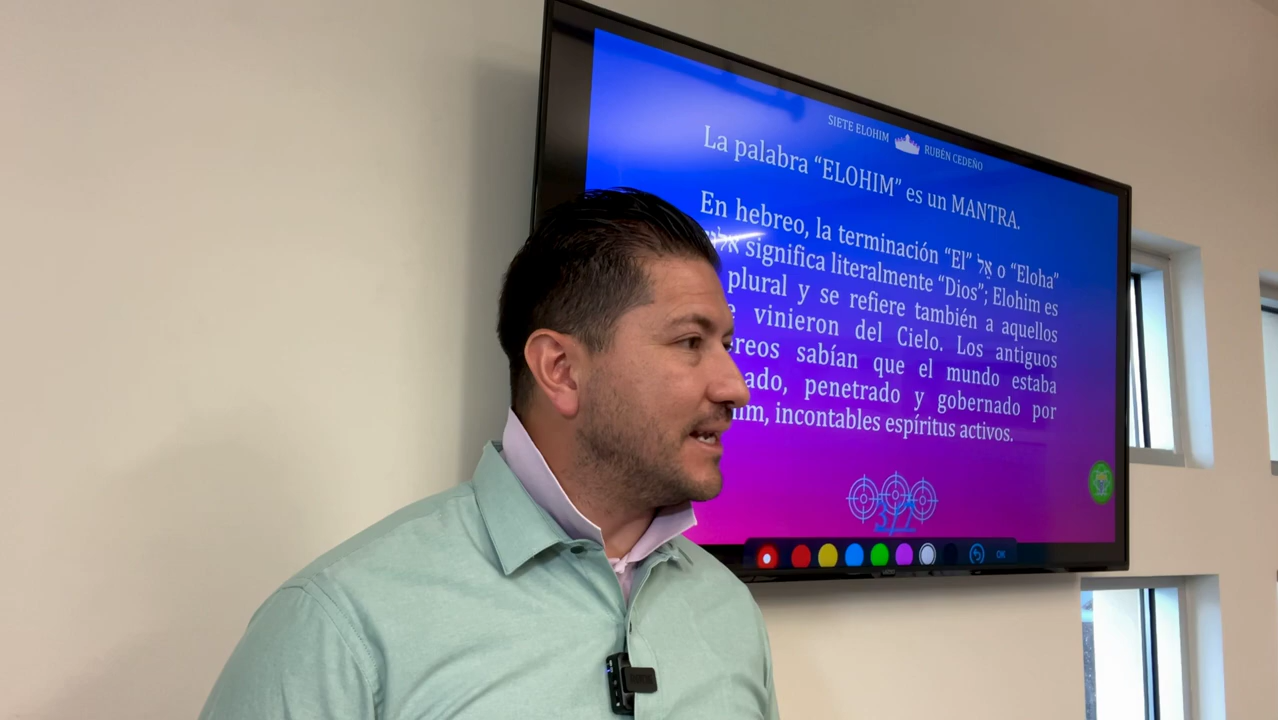 SIETE ELOHIM RUBÉN CEDEÑO
La palabra “ELOHIM” es un MANTRA.
En hebreo, la terminación “El” אֵל o “Eloha”
significa literalmente “Dios”; Elohim es
plural y se refiere también a aquellos
vinieron del Cielo. Los antiguos
sabían que el mundo estaba
penetrado y gobernado por
incontables espíritus activos.
377
OK